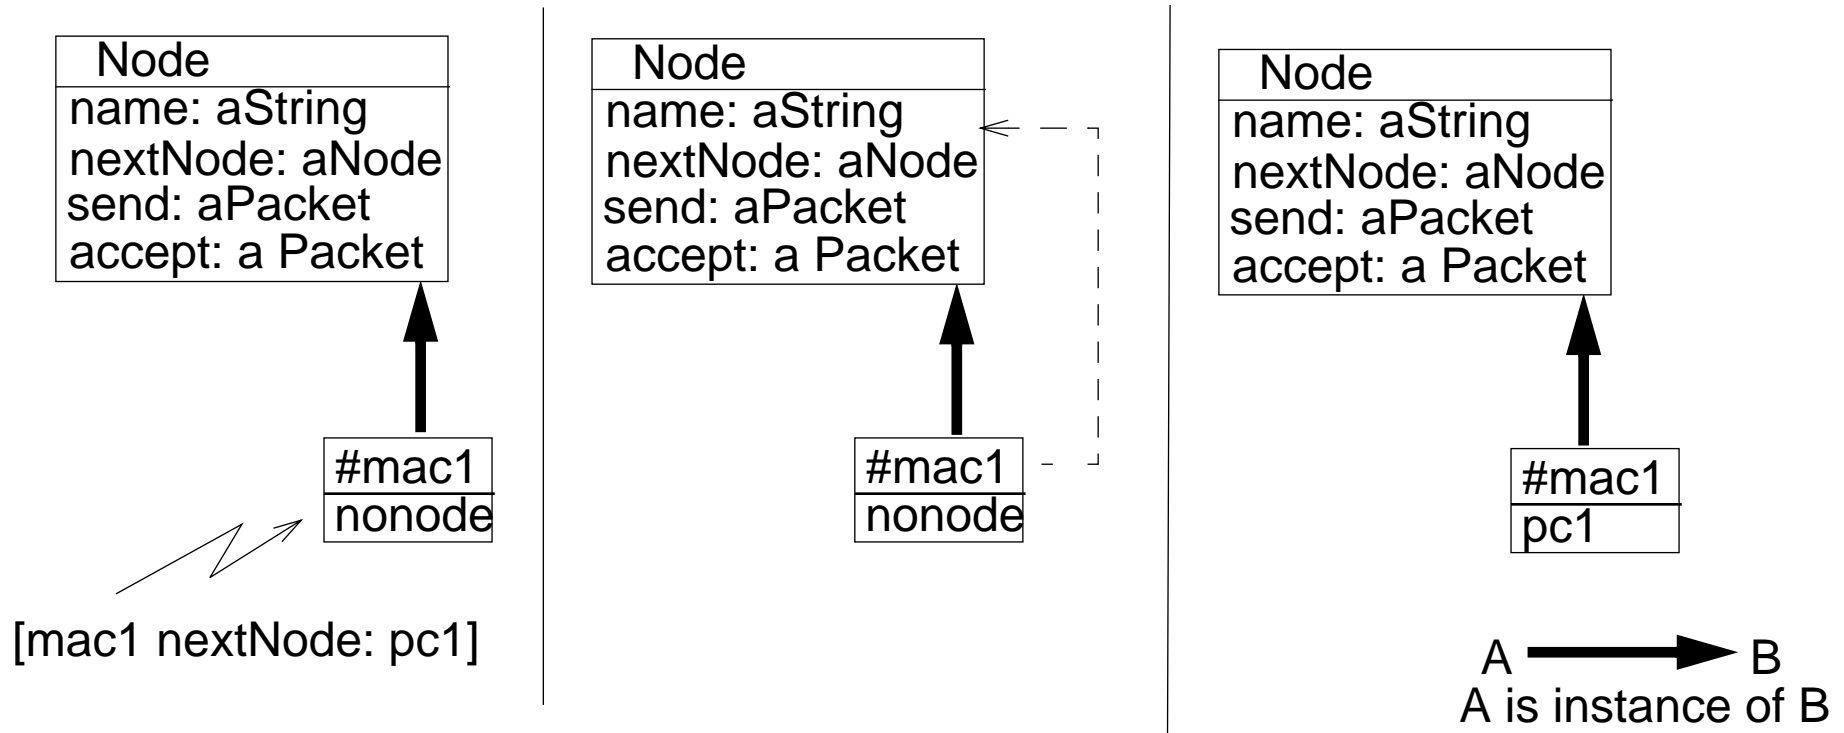 Node
name: aString
nextNode: aNode
send: aPacket
accept: a Packet
#mac1
nonode
[mac1 nextNode: pc1]
Node
name: aString
nextNode: aNode
send: aPacket
accept: a Packet
#mac1
nonode
Node
name: aString
nextNode: aNode
send: aPacket
accept: a Packet
#mac1
pc1
A B
A is instance of B